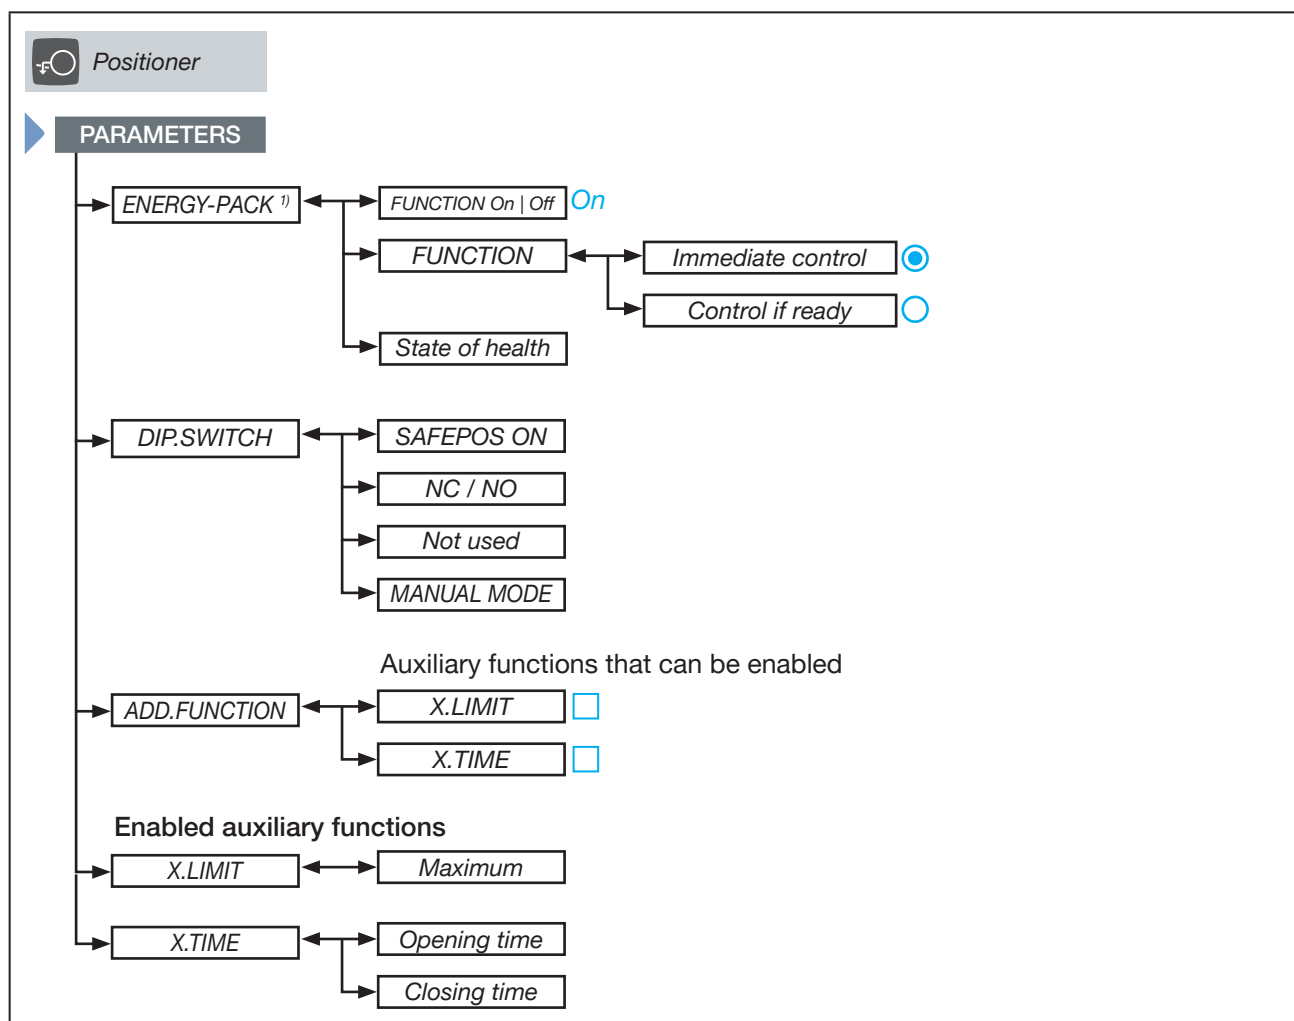 Positioner
PARAMETERS
ENERGY-PACK 1)
FUNCTION On | Off
On
FUNCTION
Immediate control
Control if ready
State of health
DIP.SWITCH
SAFEPOS ON
NC / NO
Not used
MANUAL MODE
Auxiliary functions that can be enabled
ADD.FUNCTION
X.LIMIT
X.TIME
Enabled auxiliary functions
X.LIMIT
Maximum
X.TIME
Opening time
Closing time